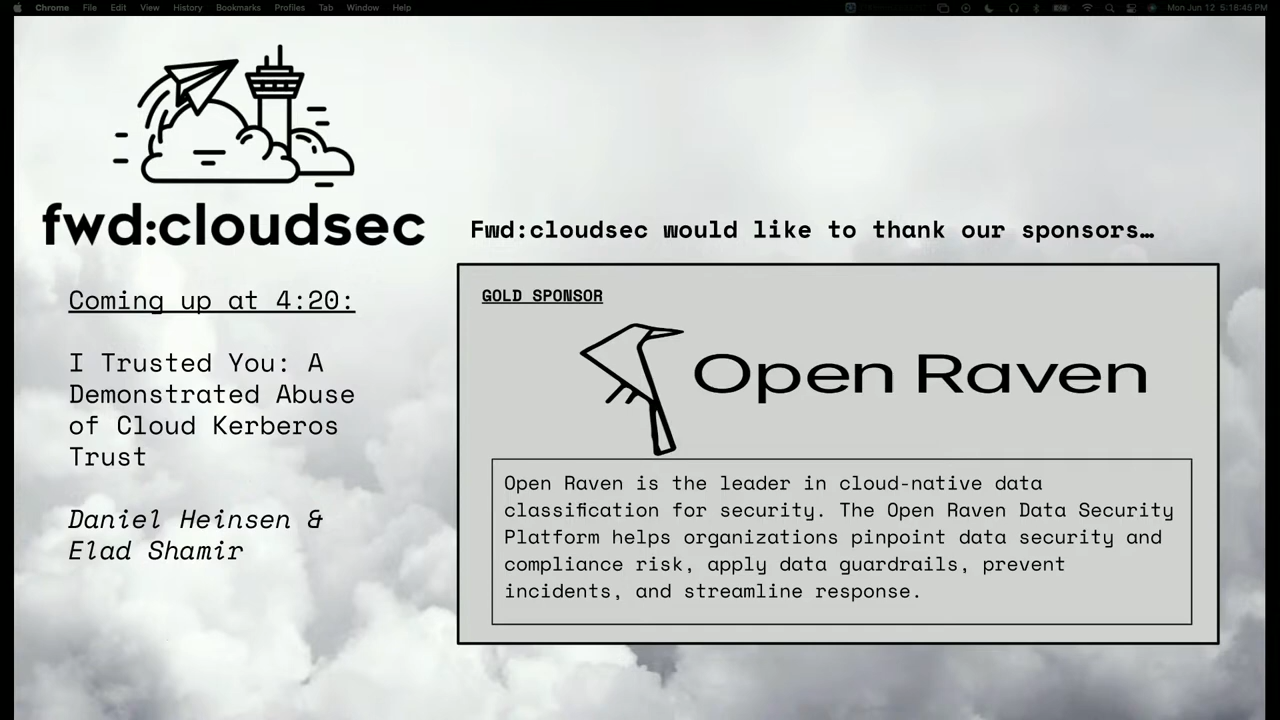 Chrome File Edit View History Bookmarks Profiles Tab Window Help
Mon Jun 12 5:18:45 PM
fwd:cloudsec
Coming up at 4:20:
I Trusted You: A
Demonstrated Abuse
of Cloud Kerberos
Trust
Daniel Heinsen &
Elad Shamir
Fwd:cloudsec would like to thank our sponsors…
GOLD SPONSOR
Open Raven
Open Raven is the leader in cloud-native data
classification for security. The Open Raven Data Security
Platform helps organizations pinpoint data security and
compliance risk, apply data guardrails, prevent
incidents, and streamline response.